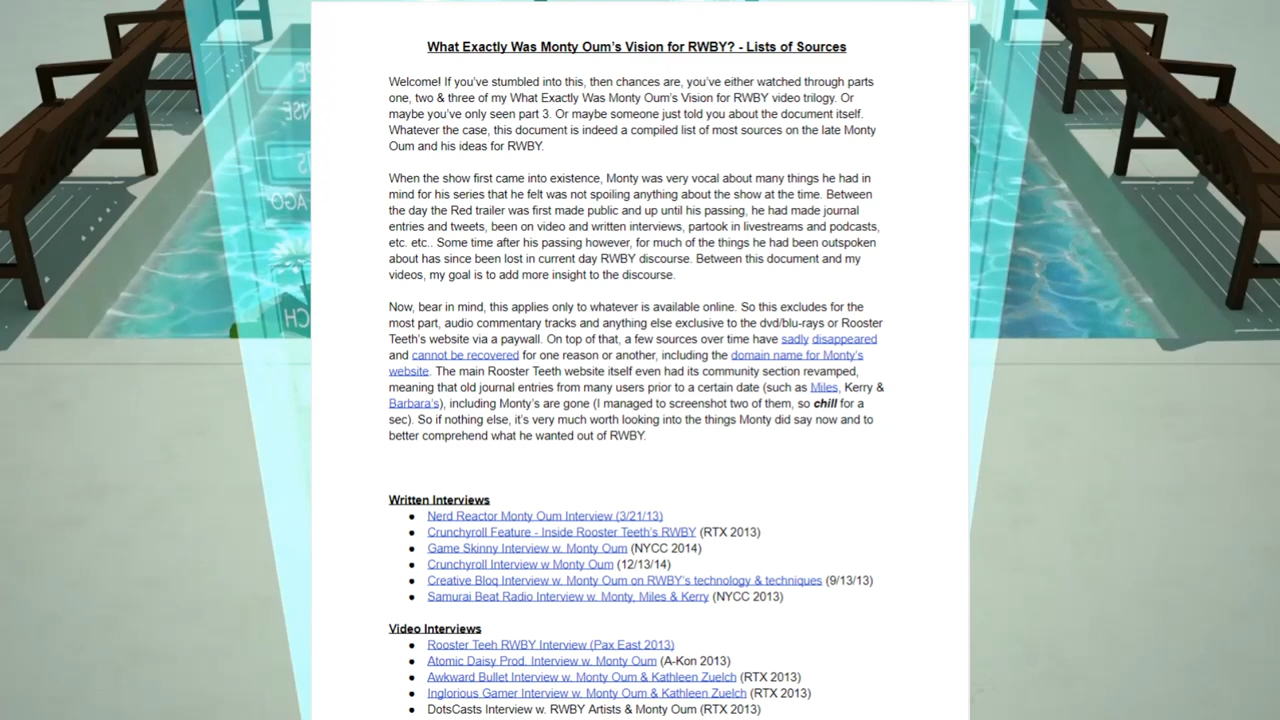 What Exactly Was Monty Oum's Vision for RWBY? - Lists of Sources
Welcome! If you've stumbled into this, then chances are, you've either watched through parts
one, two & three of my What Exactly Was Monty Oum's Vision for RWBY video trilogy. Or
maybe you've only seen part 3. Or maybe someone just told you about the document itself.
Whatever the case, this document is indeed a compiled list of most sources on the late Monty
Oum and his ideas for RWBY.
When the show first came into existence, Monty was very vocal about many things he had in
mind for his series that he felt was not spoiling anything about the show at the time. Between
the day the Red trailer was first made public and up until his passing, he had made journal
entries and tweets, been on video and written interviews, partook in livestreams and podcasts,
etc. etc.. Some time after his passing however, for much of the things he had been outspoken
about has since been lost in current day RWBY discourse. Between this document and my
videos, my goal is to add more insight to the discourse.
Now, bear in mind, this applies only to whatever is available online. So this excludes for the
most part, audio commentary tracks and anything else exclusive to the dvd/blu-rays or Rooster
Teeth's website via a paywall. On top of that, a few sources over time have sadly disappeared
and cannot be recovered for one reason or another, including the domain name for Monty's
website. The main Rooster Teeth website itself even had its community section revamped,
meaning that old journal entries from many users prior to a certain date (such as Miles, Kerry &
Barbara's), including Monty's are gone (I managed to screenshot two of them, so chill for a
sec). So if nothing else, it's very much worth looking into the things Monty did say now and to
better comprehend what he wanted out of RWBY.
Written Interviews
● Nerd Reactor Monty Oum Interview (3/21/13)
● Crunchyroll Feature - Inside Rooster Teeth's RWBY (RTX 2013)
● Game Skinny Interview w. Monty Oum (NYCC 2014)
● Crunchyroll Interview w Monty Oum (12/13/14)
● Creative Bloq Interview w. Monty Oum on RWBY's technology & techniques (9/13/13)
● Samurai Beat Radio Interview w. Monty, Miles & Kerry (NYCC 2013)
Video Interviews
● Rooster Teeh RWBY Interview (Pax East 2013)
● Atomic Daisy Prod. Interview w. Monty Oum (A-Kon 2013)
● Awkward Bullet Interview w. Monty Oum & Kathleen Zuelch (RTX 2013)
● Inglorious Gamer Interview w. Monty Oum & Kathleen Zuelch (RTX 2013)
● DotsCasts Interview w. RWBY Artists & Monty Oum (RTX 2013)